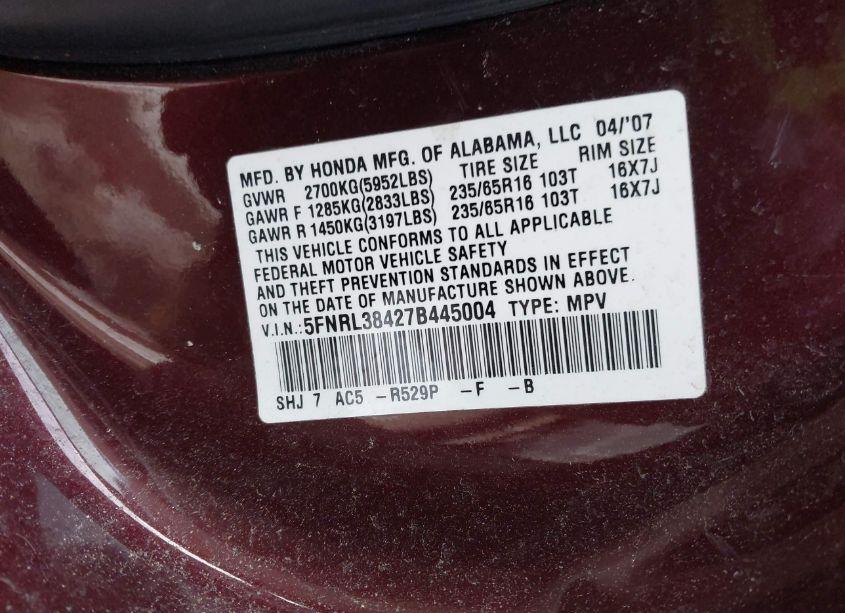 MFD. BY HONDA MFG. OF ALABAMA, LLC 04/'07
GVWR 2700KG(5952LBS) TIRE SIZE RIM SIZE
GAWR F 1285KG(2833LBS) 235/65R16 103T 16X7J
GAWR R 1450KG(3197LBS) 235/65R16 103T 16X7J
THIS VEHICLE CONFORMS TO ALL APPLICABLE
FEDERAL MOTOR VEHICLE SAFETY
AND THEFT PREVENTION STANDARDS IN EFFECT
ON THE DATE OF MANUFACTURE SHOWN ABOVE.
V.I.N.:5FNRL38427B445004 TYPE: MPV
SHJ 7 AC5 -R529P -F -B